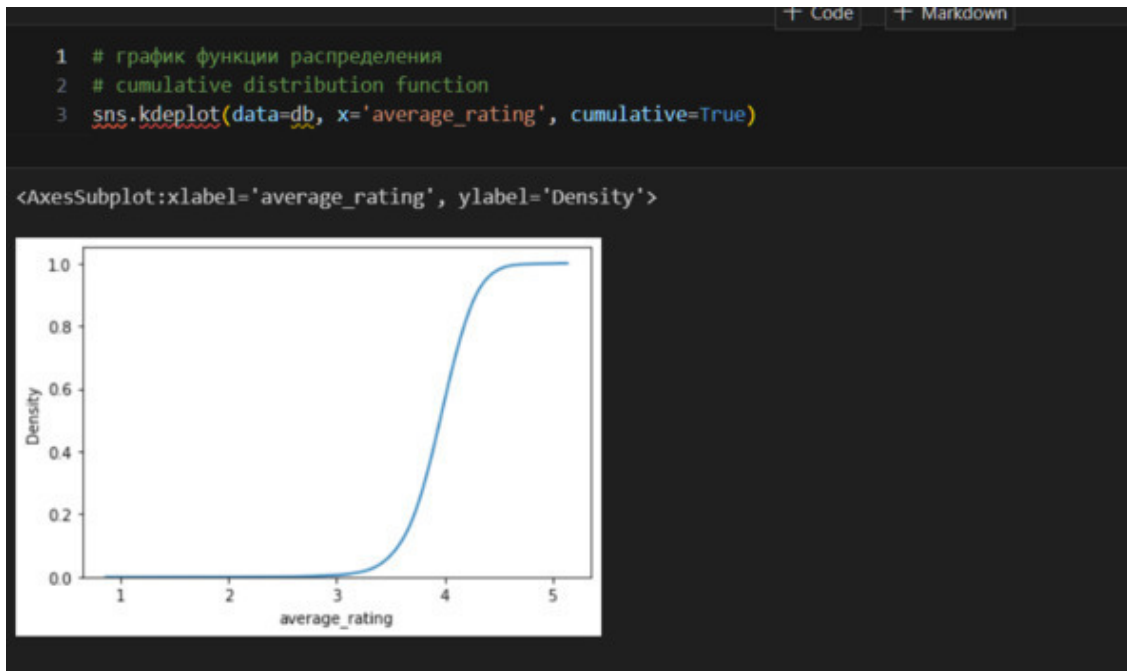 + Code + Markdown
1 # график функции распределения
2 # cumulative distribution function
3 sns.kdeplot(data=db, x='average_rating', cumulative=True)
<AxesSubplot:xlabel='average_rating', ylabel='Density'>
1.0
0.8
0.6
0.4
0.2
0.0
Density
1 2 3 4 5
average_rating